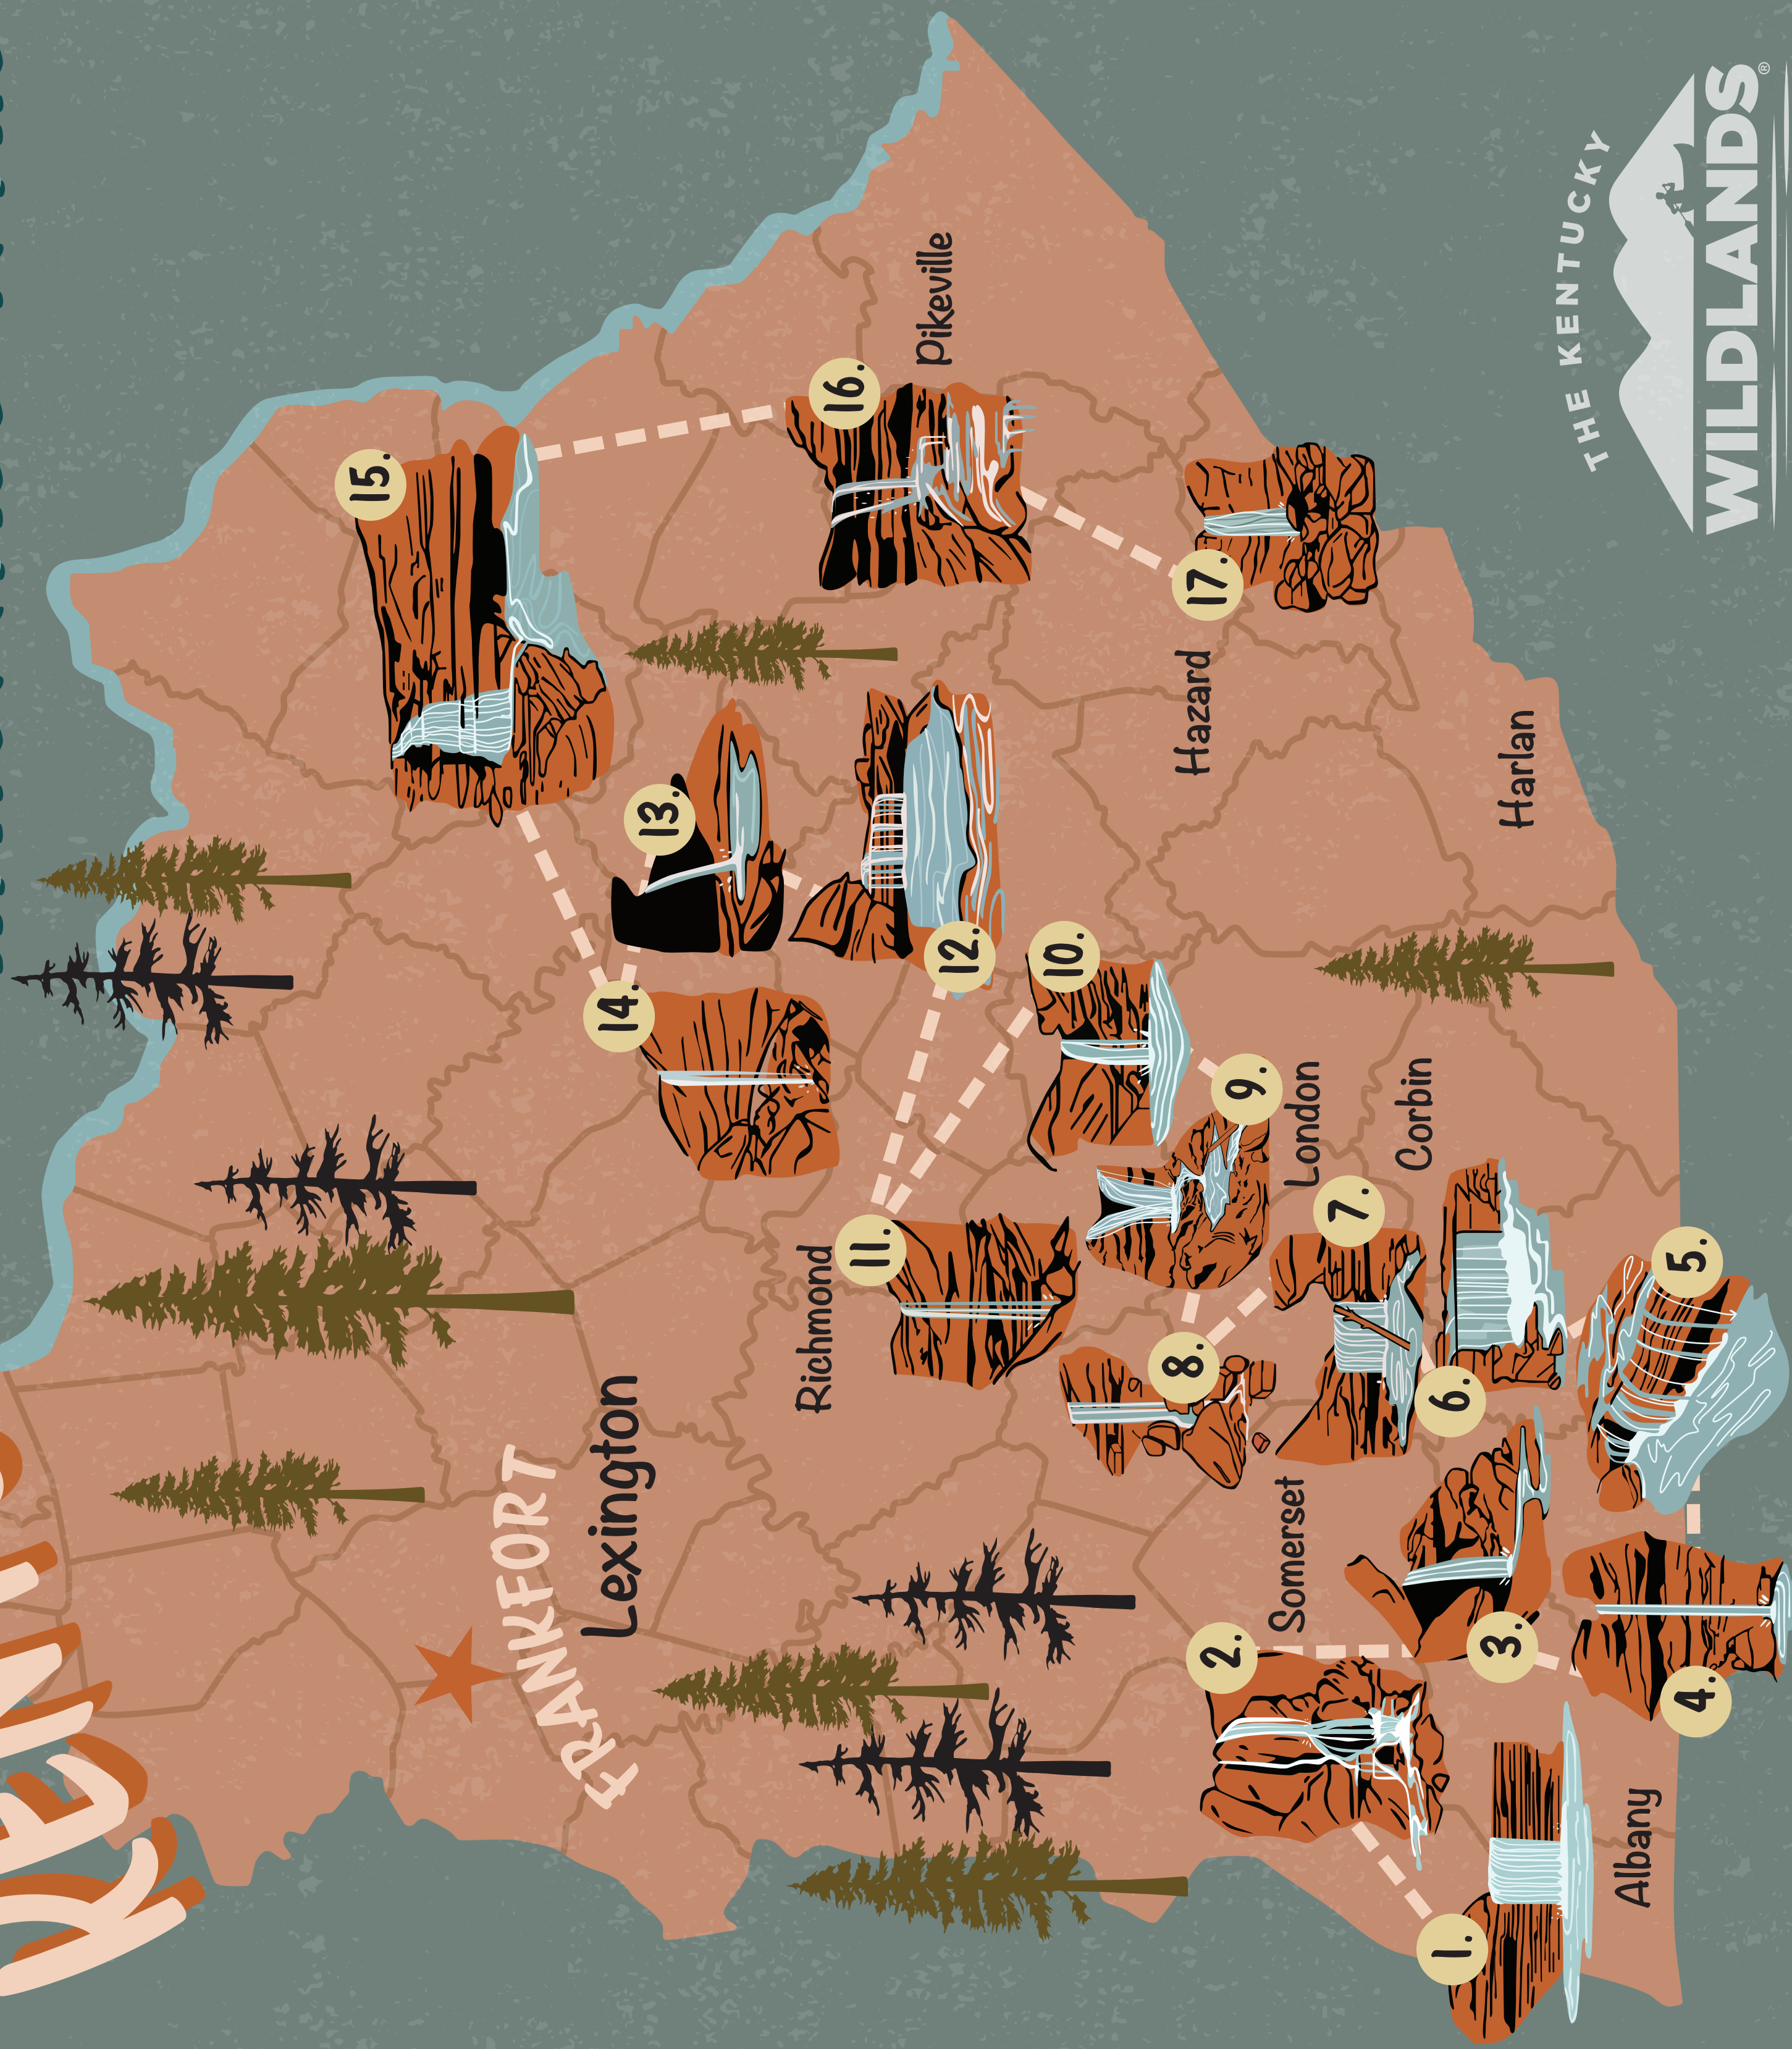 FRANKFORT
Lexington
Richmond
Somerset
Albany
London
Corbin
Hazard
Harlan
Pikeville
1.
2.
3.
4.
5.
6.
7.
8.
9.
10.
11.
12.
13.
14.
15.
16.
17.
THE KENTUCKY
WILDLANDS®